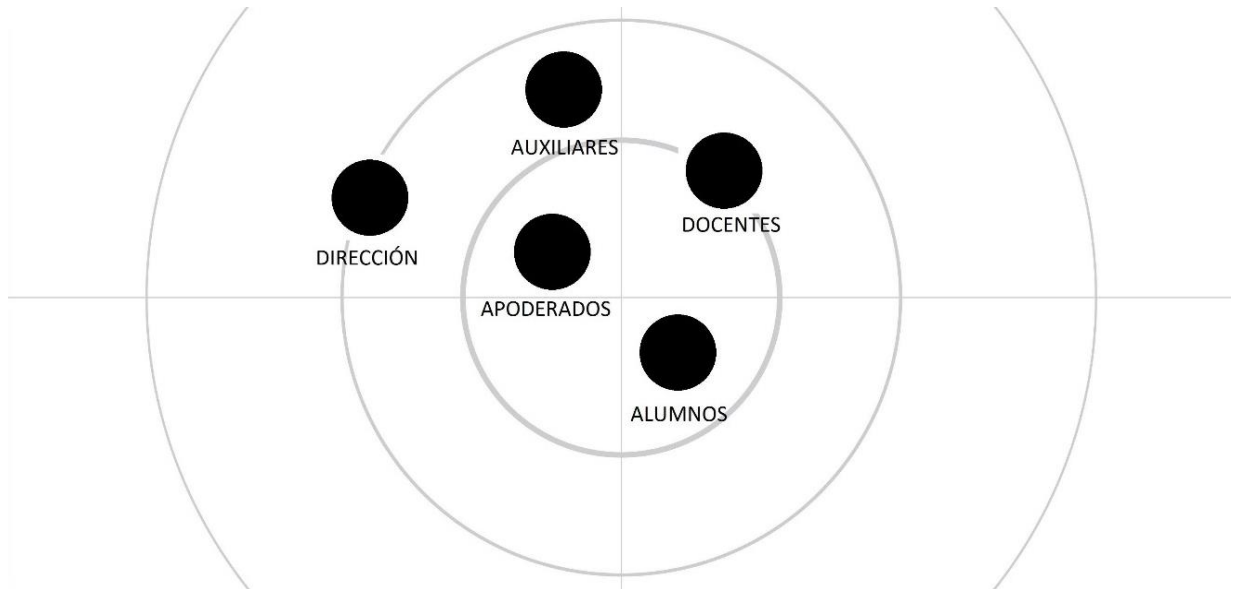 AUXILIARES
DOCENTES
DIRECCIÓN
APODERADOS
ALUMNOS